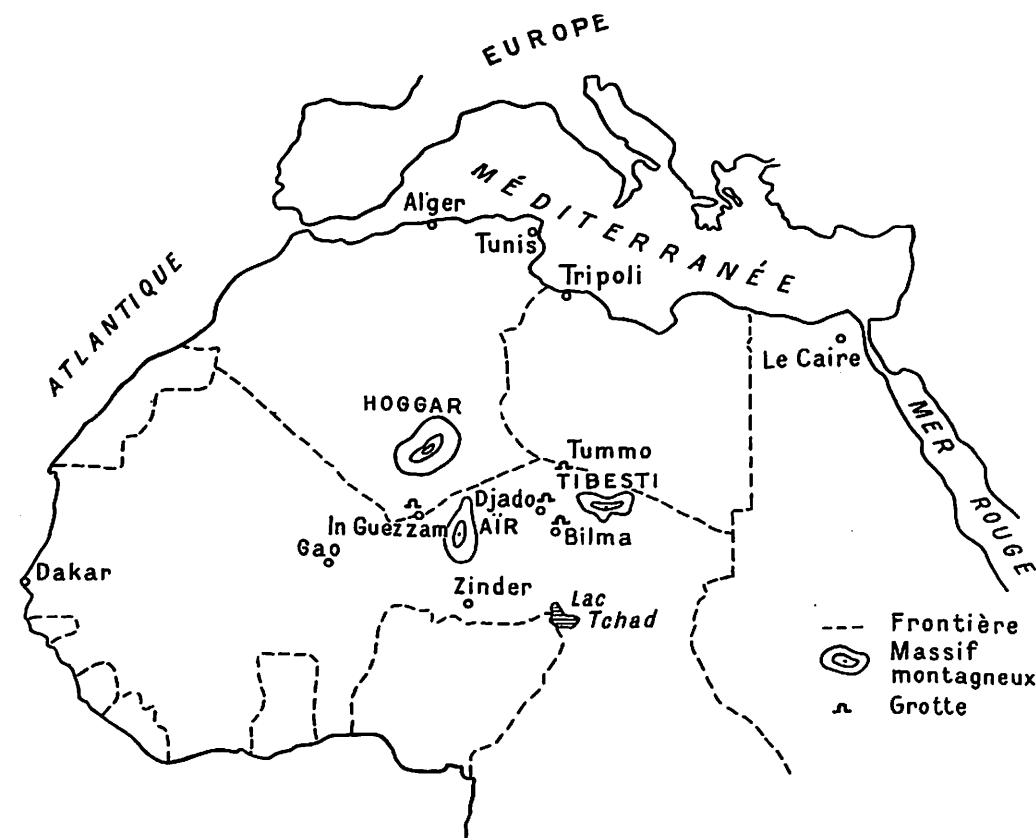 EUROPE
MÉDITERRANÉE
Alger
Tunis
Tripoli
ATLANTIQUE
Le Caire
HOGGAR
MER ROUGE
Tummo
TIBESTI
Djado
In Guezzam
AÏR
Bilma
Gao
Dakar
Zinder
Lac
Tchad
Frontière
Massif
montagneux
Grotte